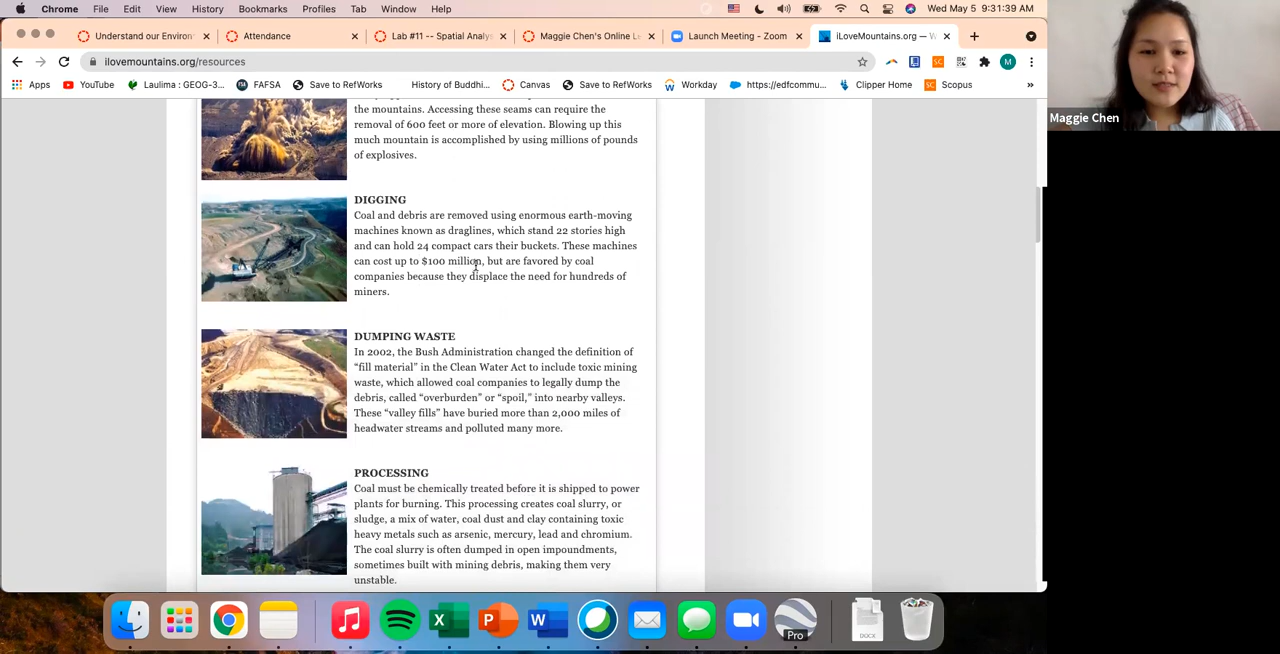 Chrome File Edit View History Bookmarks Profiles Tab Window Help Wed May 5 9:31:39 AM
Understand our Environ Attendance Lab #11 -- Spatial Analys Maggie Chen's Online L Launch Meeting - Zoom iLoveMountains.org — W
ilovemountains.org/resources M
Apps YouTube Laulima : GEOG-3... FAFSA Save to RefWorks History of Buddhi... Canvas Save to RefWorks Workday https://edfcommu... Clipper Home Scopus »
the mountains. Accessing these seams can require the
removal of 600 feet or more of elevation. Blowing up this
much mountain is accomplished by using millions of pounds
of explosives.
DIGGING
Coal and debris are removed using enormous earth-moving
machines known as draglines, which stand 22 stories high
and can hold 24 compact cars their buckets. These machines
can cost up to $100 million, but are favored by coal
companies because they displace the need for hundreds of
miners.
DUMPING WASTE
In 2002, the Bush Administration changed the definition of
“fill material” in the Clean Water Act to include toxic mining
waste, which allowed coal companies to legally dump the
debris, called “overburden” or “spoil,” into nearby valleys.
These “valley fills” have buried more than 2,000 miles of
headwater streams and polluted many more.
PROCESSING
Coal must be chemically treated before it is shipped to power
plants for burning. This processing creates coal slurry, or
sludge, a mix of water, coal dust and clay containing toxic
heavy metals such as arsenic, mercury, lead and chromium.
The coal slurry is often dumped in open impoundments,
sometimes built with mining debris, making them very
unstable.
Maggie Chen
Pro
DOCX